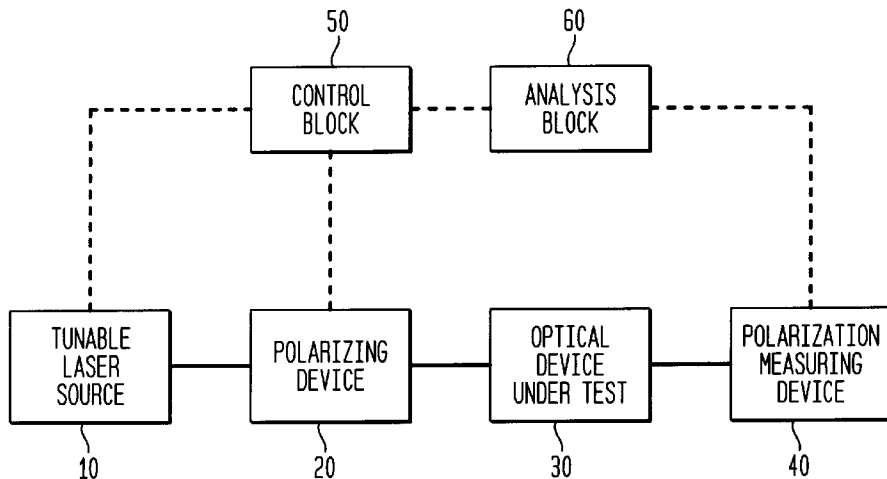 50
60
CONTROL
BLOCK
ANALYSIS
BLOCK
TUNABLE
LASER
SOURCE
POLARIZING
DEVICE
OPTICAL
DEVICE
UNDER TEST
POLARIZATION
MEASURING
DEVICE
10
20
30
40